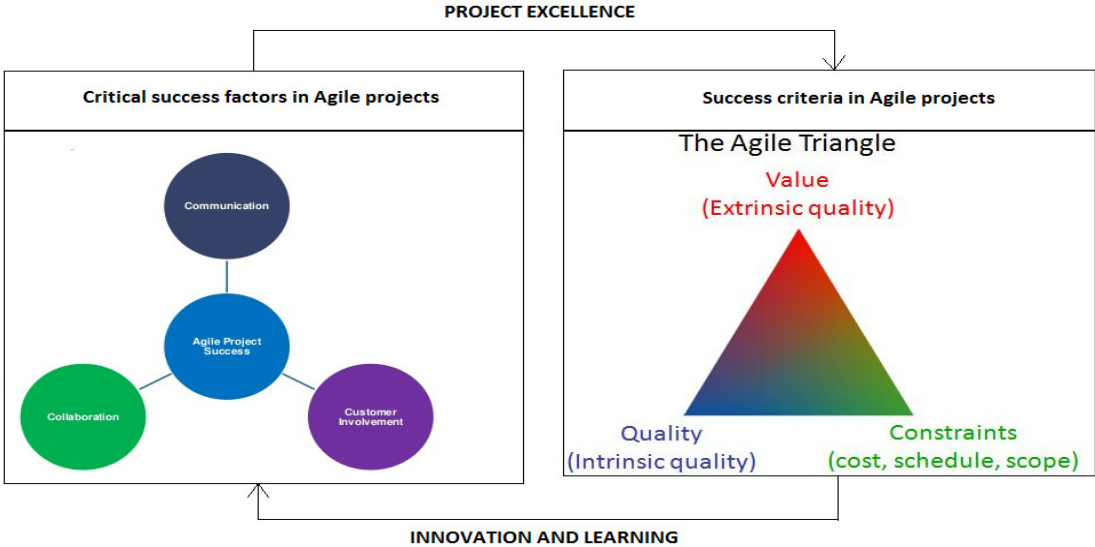 PROJECT EXCELLENCE
Critical success factors in Agile projects
Communication
Agile Project
Success
Collaboration
Customer
Involvement
Success criteria in Agile projects
The Agile Triangle
Value
(Extrinsic quality)
Quality
(Intrinsic quality)
Constraints
(cost, schedule, scope)
INNOVATION AND LEARNING